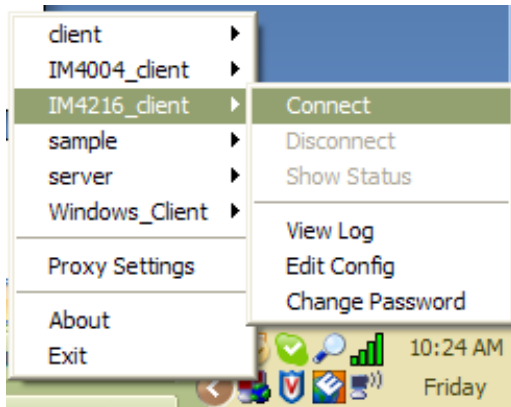 client
IM4004_client
IM4216_client
sample
server
Windows_Client
Proxy Settings
About
Exit
Connect
Disconnect
Show Status
View Log
Edit Config
Change Password
10:24 AM
Friday